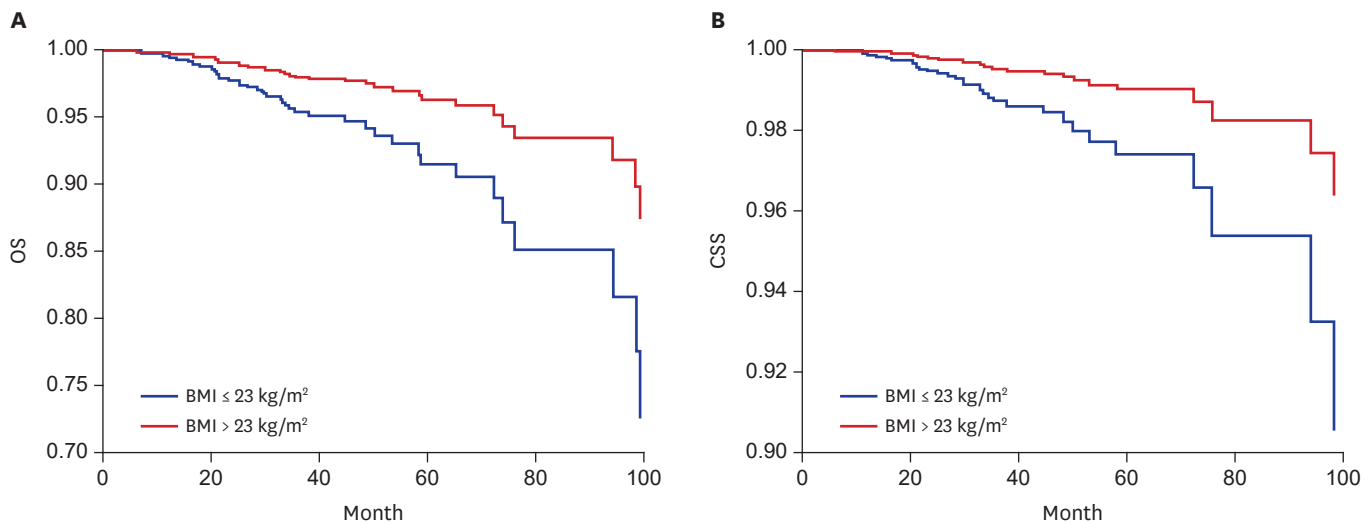 A
OS
1.00
0.95
0.90
0.85
0.80
0.75
0.70
BMI ≤ 23 kg/m²
BMI > 23 kg/m²
0 20 40 60 80 100
Month
B
CSS
1.00
0.98
0.96
0.94
0.92
0.90
BMI ≤ 23 kg/m²
BMI > 23 kg/m²
0 20 40 60 80 100
Month